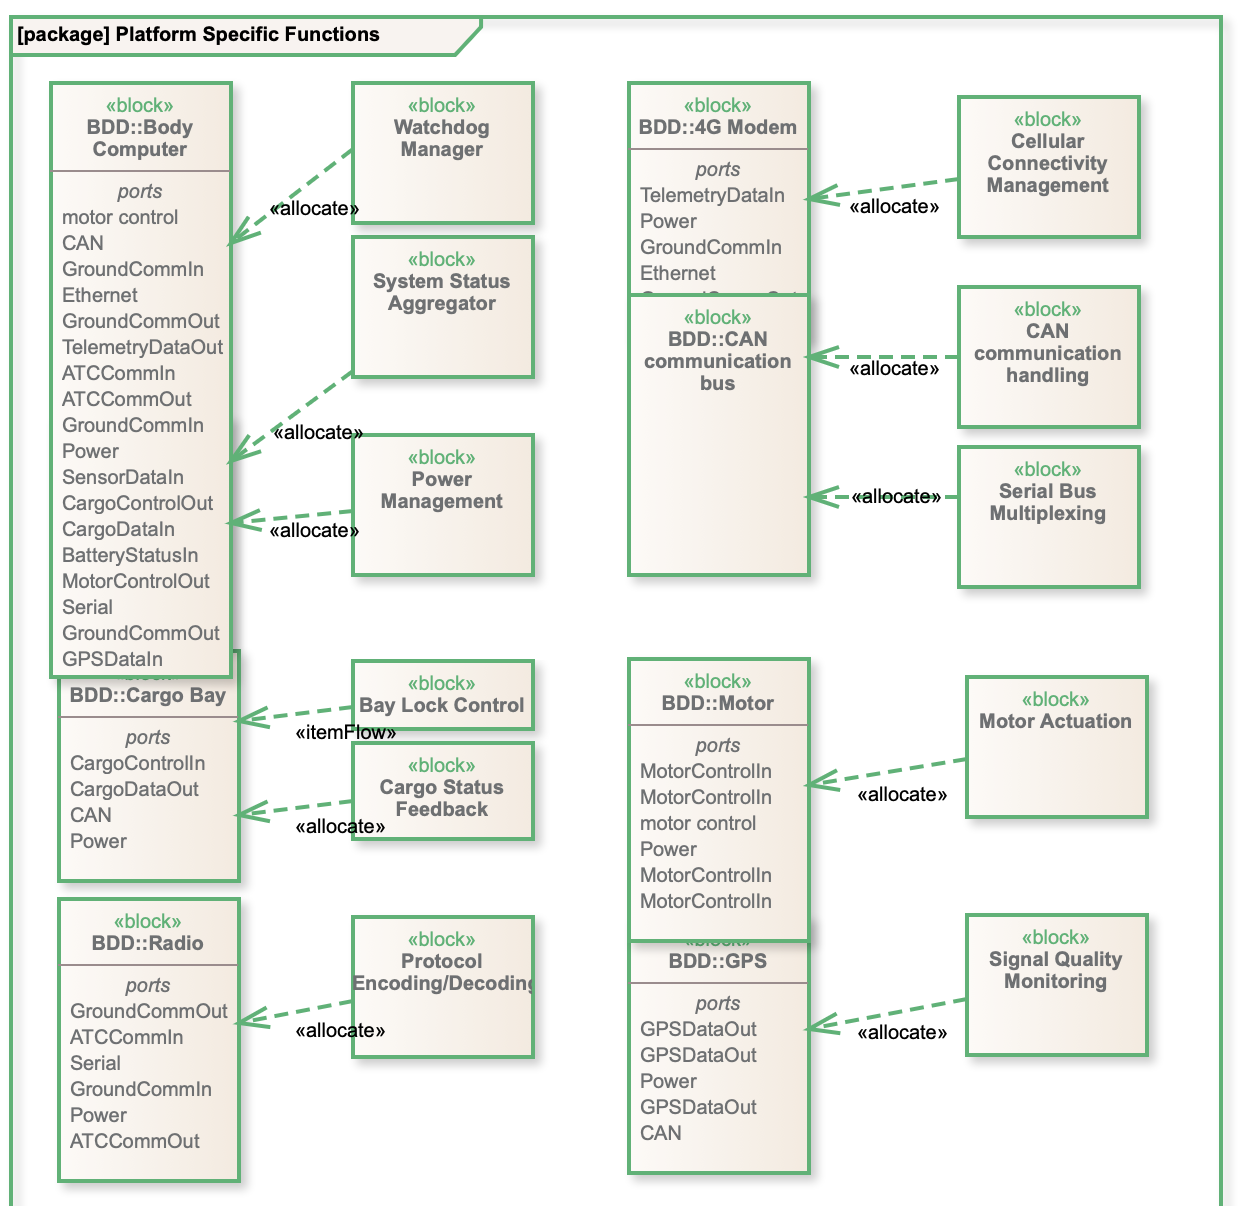 [package] Platform Specific Functions
«block»
BDD::Body
Computer
ports
motor control
CAN
GroundCommIn
Ethernet
GroundCommOut
TelemetryDataOut
ATCCommIn
ATCCommOut
GroundCommIn
Power
SensorDataIn
CargoControlOut
CargoDataIn
BatteryStatusIn
MotorControlOut
Serial
GroundCommOut
GPSDataIn
«block»
Watchdog
Manager
«allocate»
«block»
System Status
Aggregator
«allocate»
«block»
Power
Management
«allocate»
BDD::Cargo Bay
ports
CargoControlIn
CargoDataOut
CAN
Power
«block»
Bay Lock Control
«itemFlow»
«block»
Cargo Status
Feedback
«allocate»
«block»
BDD::Radio
ports
GroundCommOut
ATCCommIn
Serial
GroundCommIn
Power
ATCCommOut
«block»
Protocol
Encoding/Decoding
«allocate»
«block»
BDD::4G Modem
ports
TelemetryDataIn
Power
GroundCommIn
Ethernet
«block»
Cellular
Connectivity
Management
«allocate»
«block»
BDD::CAN
communication
bus
«block»
CAN
communication
handling
«allocate»
«block»
Serial Bus
Multiplexing
«allocate»
«block»
BDD::Motor
ports
MotorControlIn
MotorControlIn
motor control
Power
MotorControlIn
MotorControlIn
«block»
Motor Actuation
«allocate»
«block»
BDD::GPS
ports
GPSDataOut
GPSDataOut
Power
GPSDataOut
CAN
«block»
Signal Quality
Monitoring
«allocate»